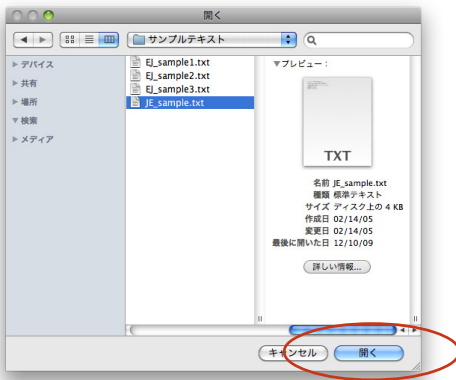 開く
サンプルテキスト
デバイス
共有
場所
検索
メディア
EJ_sample1.txt
EJ_sample2.txt
EJ_sample3.txt
JE_sample.txt
プレビュー：
TXT
名前 JE_sample.txt
種類 標準テキスト
サイズ ディスク上の 4 KB
作成日 02/14/05
変更日 02/14/05
最後に開いた日 12/10/09
詳しい情報...
キャンセル
開く